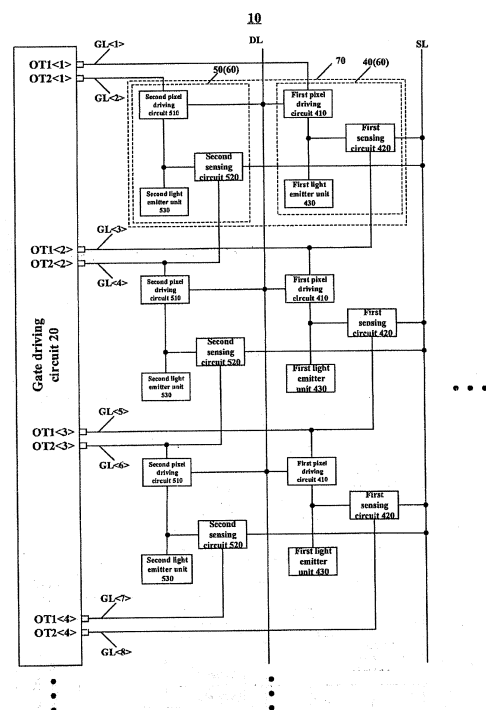 10
GL<1>
DL
SL
OT1<1>
OT2<1>
GL<2>
50(60)
70
40(60)
Second pixel
driving
circuit 510
First pixel
driving
circuit 410
Second
sensing
circuit 520
First
sensing
circuit 420
Second light
emitter unit
530
First light
emitter unit
430
GL<3>
OT1<2>
OT2<2>
GL<4>
Second pixel
driving
circuit 510
First pixel
driving
circuit 410
Gate driving
circuit 20
Second
sensing
circuit 520
First
sensing
circuit 420
Second light
emitter unit
530
First light
emitter
unit 430
GL<5>
OT1<3>
OT2<3>
GL<6>
Second pixel
driving
circuit 510
First pixel
driving
circuit 410
Second
sensing
circuit 520
First
sensing
circuit 420
Second light
emitter unit
530
First light
emitter
unit 430
GL<7>
OT1<4>
OT2<4>
GL<8>